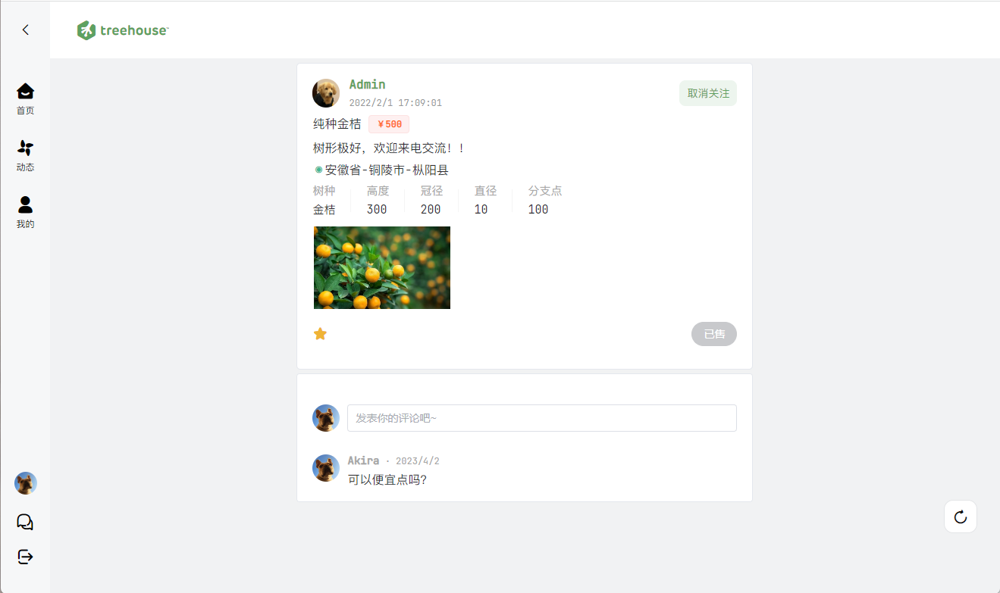 treehouse
首页
动态
我的
Admin
2022/2/1 17:09:01
取消关注
纯种金桔 ￥500
树形极好，欢迎来电交流！！
安徽省-铜陵市-枞阳县
树种 高度 冠径 直径 分支点
金桔 300 200 10 100
已售
发表你的评论吧~
Akira · 2023/4/2
可以便宜点吗?